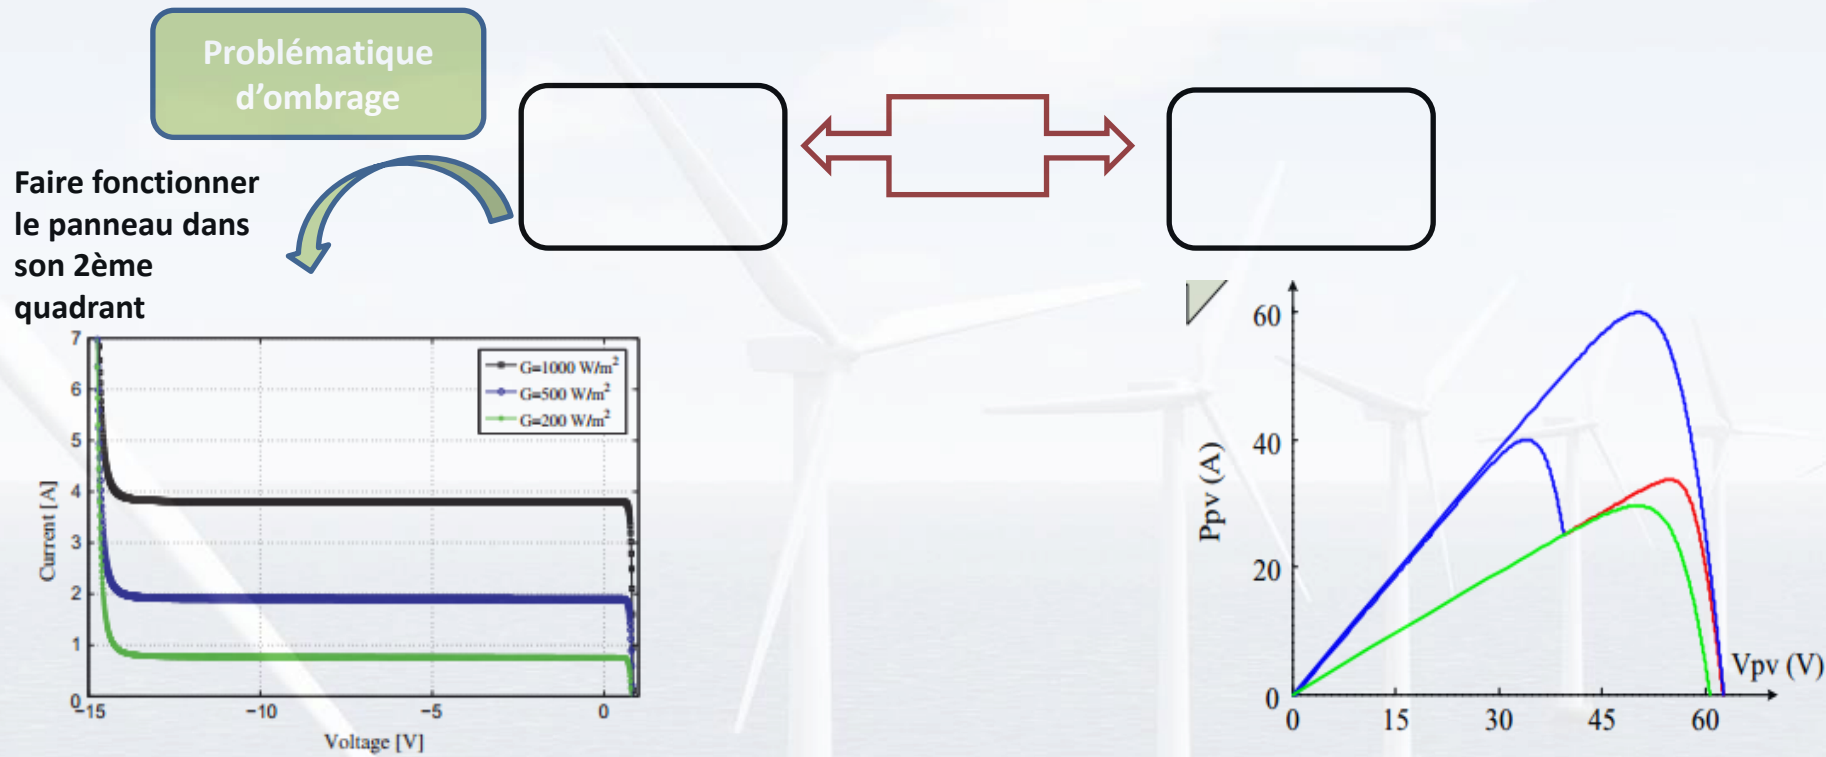 Problématique
d'ombrage
Faire fonctionner
le panneau dans
son 2ème
quadrant
7
6
5
4
3
2
1
0
−15
−10
−5
0
Current [A]
Voltage [V]
G=1000 W/m²
G=500 W/m²
G=200 W/m²
60
40
20
0
0
15
30
45
60
Ppv (A)
Vpv (V)